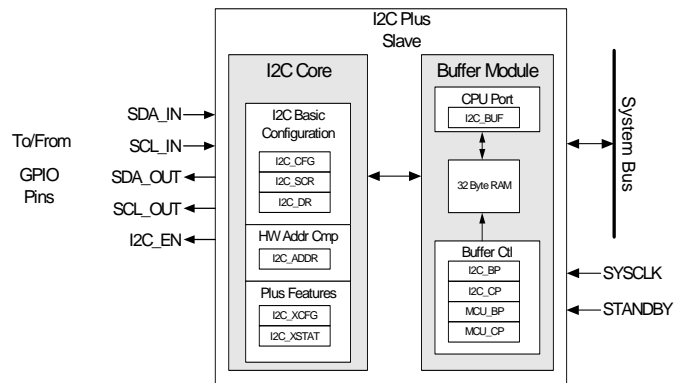 I2C Plus
Slave
I2C Core
Buffer Module
To/From
GPIO
Pins
SDA_IN
SCL_IN
SDA_OUT
SCL_OUT
I2C_EN
I2C Basic
Configuration
I2C_CFG
I2C_SCR
I2C_DR
HW Addr Cmp
I2C_ADDR
Plus Features
I2C_XCFG
I2C_XSTAT
CPU Port
I2C_BUF
32 Byte RAM
Buffer Ctl
I2C_BP
I2C_CP
MCU_BP
MCU_CP
System Bus
SYSCLK
STANDBY